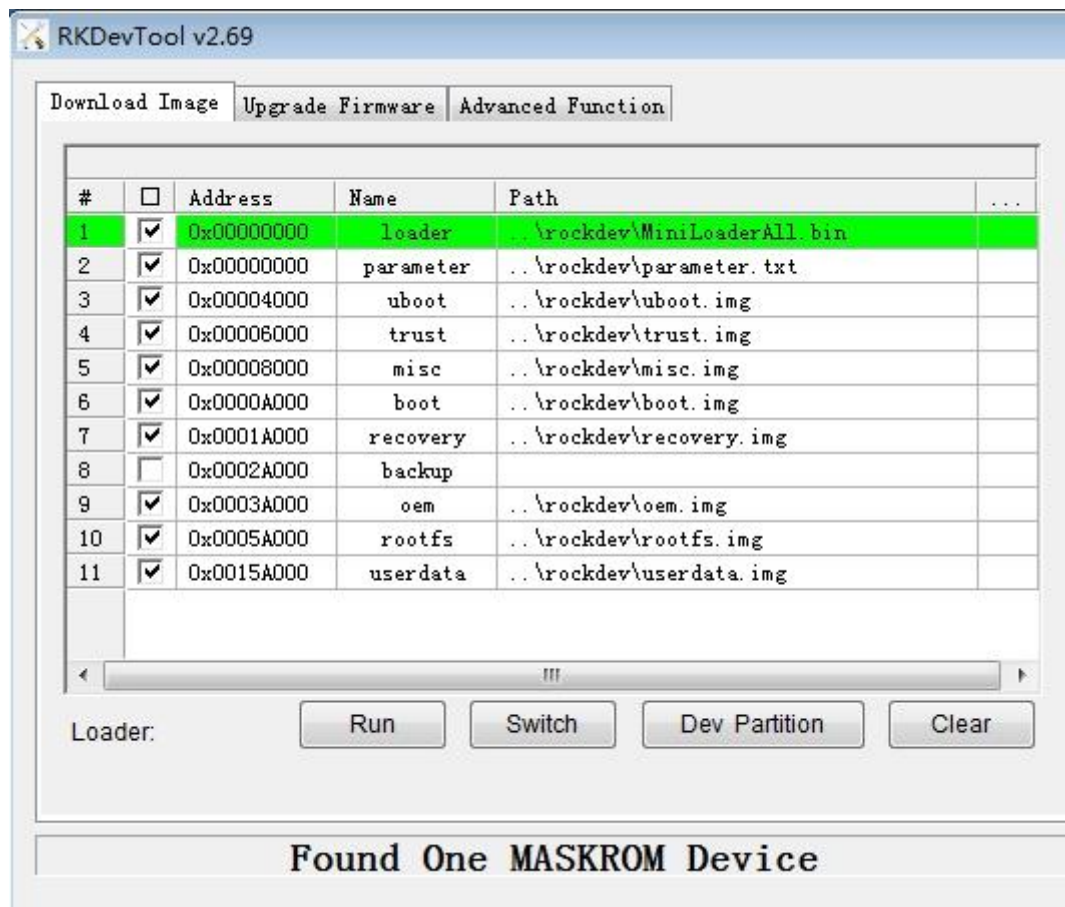 RKDevTool v2.69
Download Image Upgrade Firmware Advanced Function
# Address Name Path ...
1 0x00000000 loader ..\rockdev\MiniLoaderAll.bin
2 0x00000000 parameter ..\rockdev\parameter.txt
3 0x00004000 uboot ..\rockdev\uboot.img
4 0x00006000 trust ..\rockdev\trust.img
5 0x00008000 misc ..\rockdev\misc.img
6 0x0000A000 boot ..\rockdev\boot.img
7 0x0001A000 recovery ..\rockdev\recovery.img
8 0x0002A000 backup
9 0x0003A000 oem ..\rockdev\oem.img
10 0x0005A000 rootfs ..\rockdev\rootfs.img
11 0x0015A000 userdata ..\rockdev\userdata.img
Loader: Run Switch Dev Partition Clear
Found One MASKROM Device